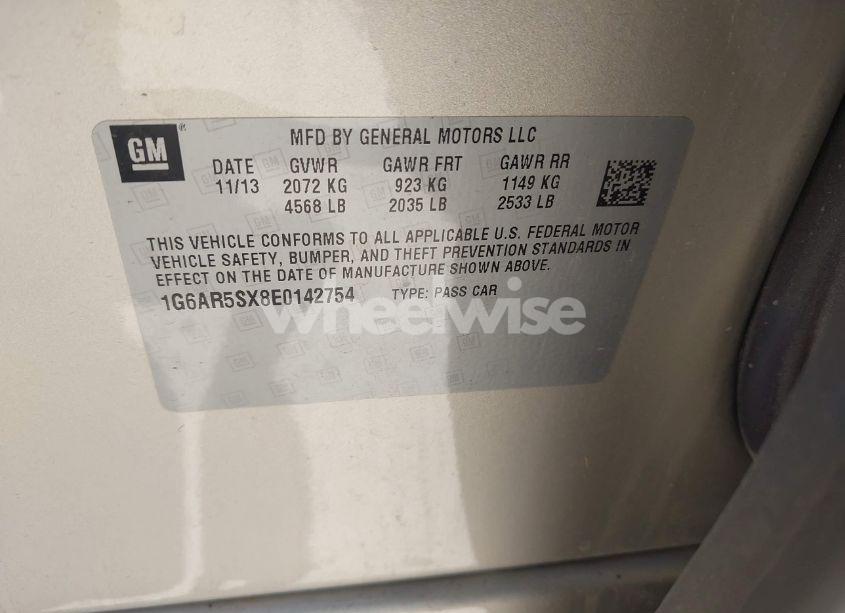 GM ®
MFD BY GENERAL MOTORS LLC
DATE GVWR GAWR FRT GAWR RR
11/13 2072 KG 923 KG 1149 KG
4568 LB 2035 LB 2533 LB
THIS VEHICLE CONFORMS TO ALL APPLICABLE U.S. FEDERAL MOTOR
VEHICLE SAFETY, BUMPER, AND THEFT PREVENTION STANDARDS IN
EFFECT ON THE DATE OF MANUFACTURE SHOWN ABOVE.
1G6AR5SX8E0142754 TYPE: PASS CAR
wheelwise